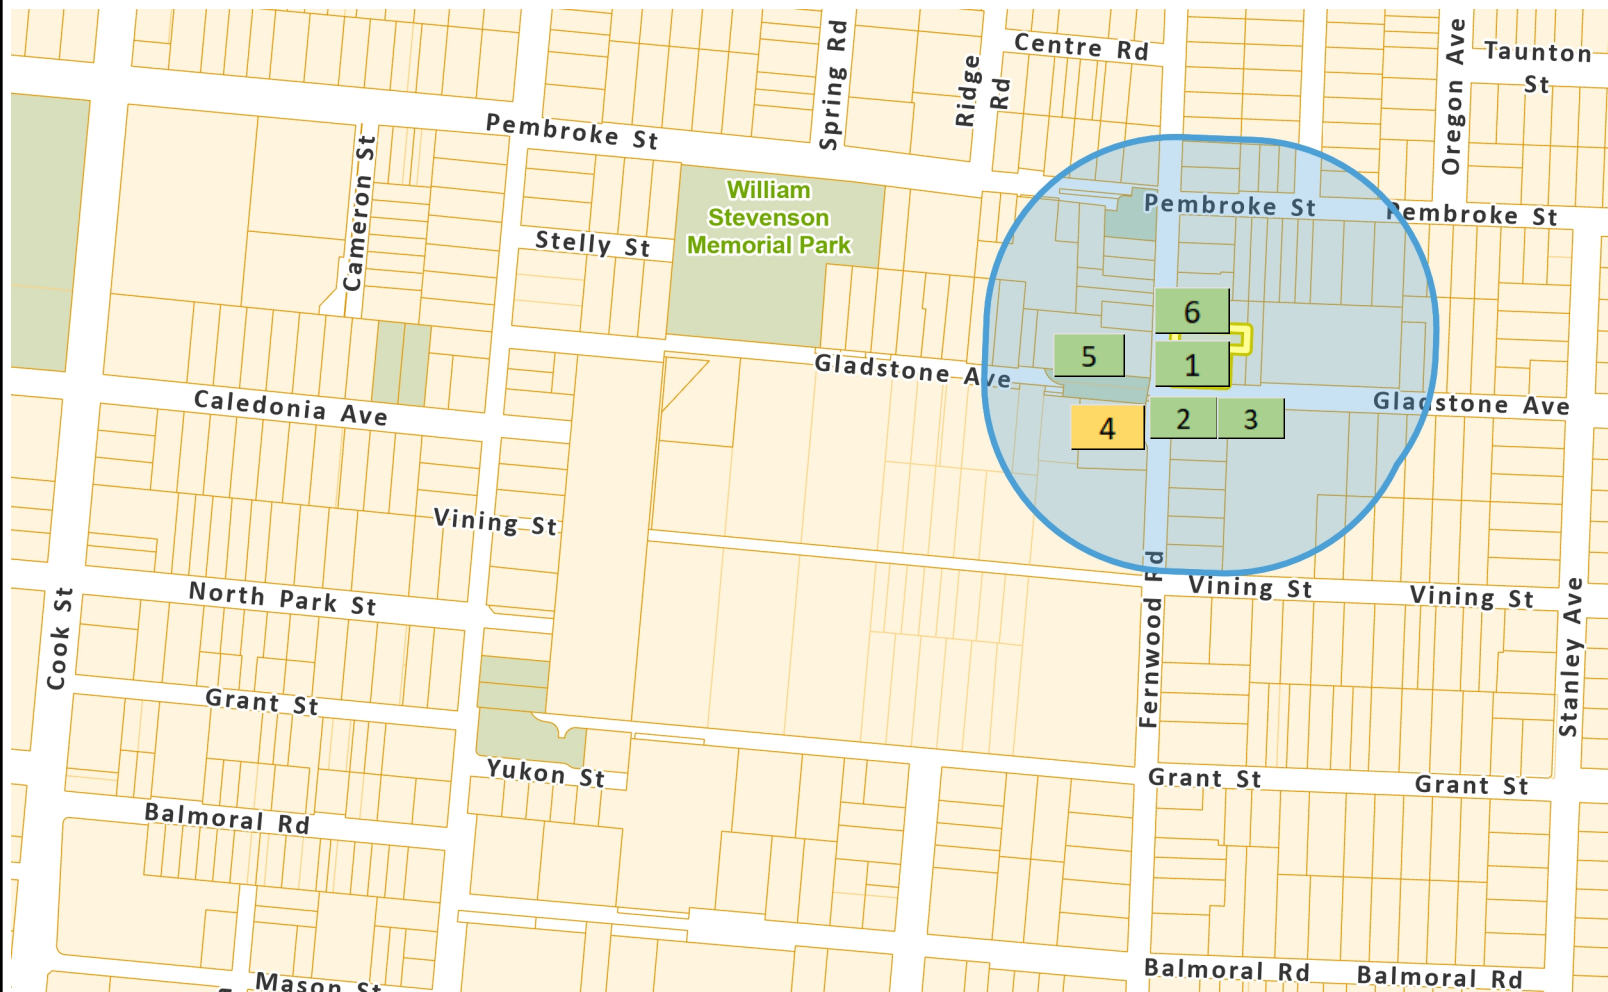 Centre Rd
Taunton
St
Oregon Ave
Spring Rd
Ridge
Rd
Pembroke St
Cameron St
William
Stevenson
Memorial Park
Pembroke St
Pembroke St
Stelly St
6
5
1
Gladstone Ave
Caledonia Ave
Gladstone Ave
4
2
3
Vining St
Vining St
Vining St
North Park St
Cook St
Fernwood Rd
Stanley Ave
Grant St
Yukon St
Grant St
Grant St
Balmoral Rd
Balmoral Rd
Balmoral Rd
Mason St